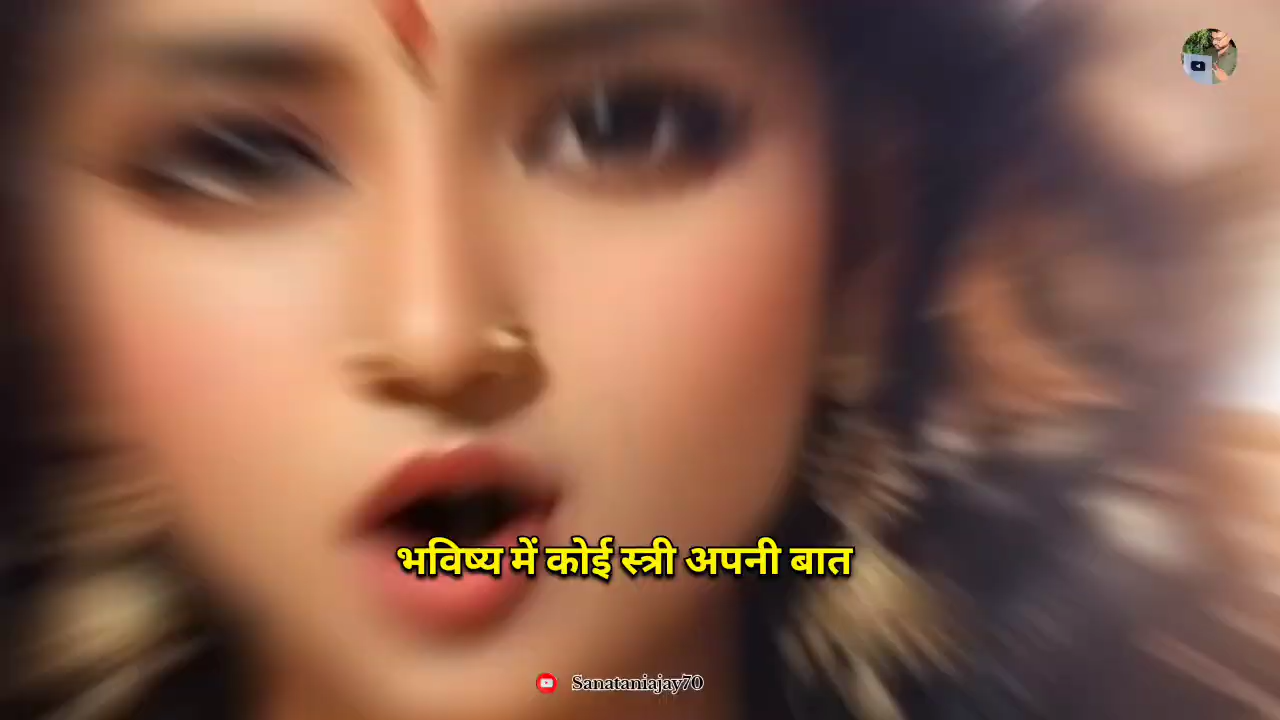 भविष्य में कोई स्त्री अपनी बात
Sanataniajay70